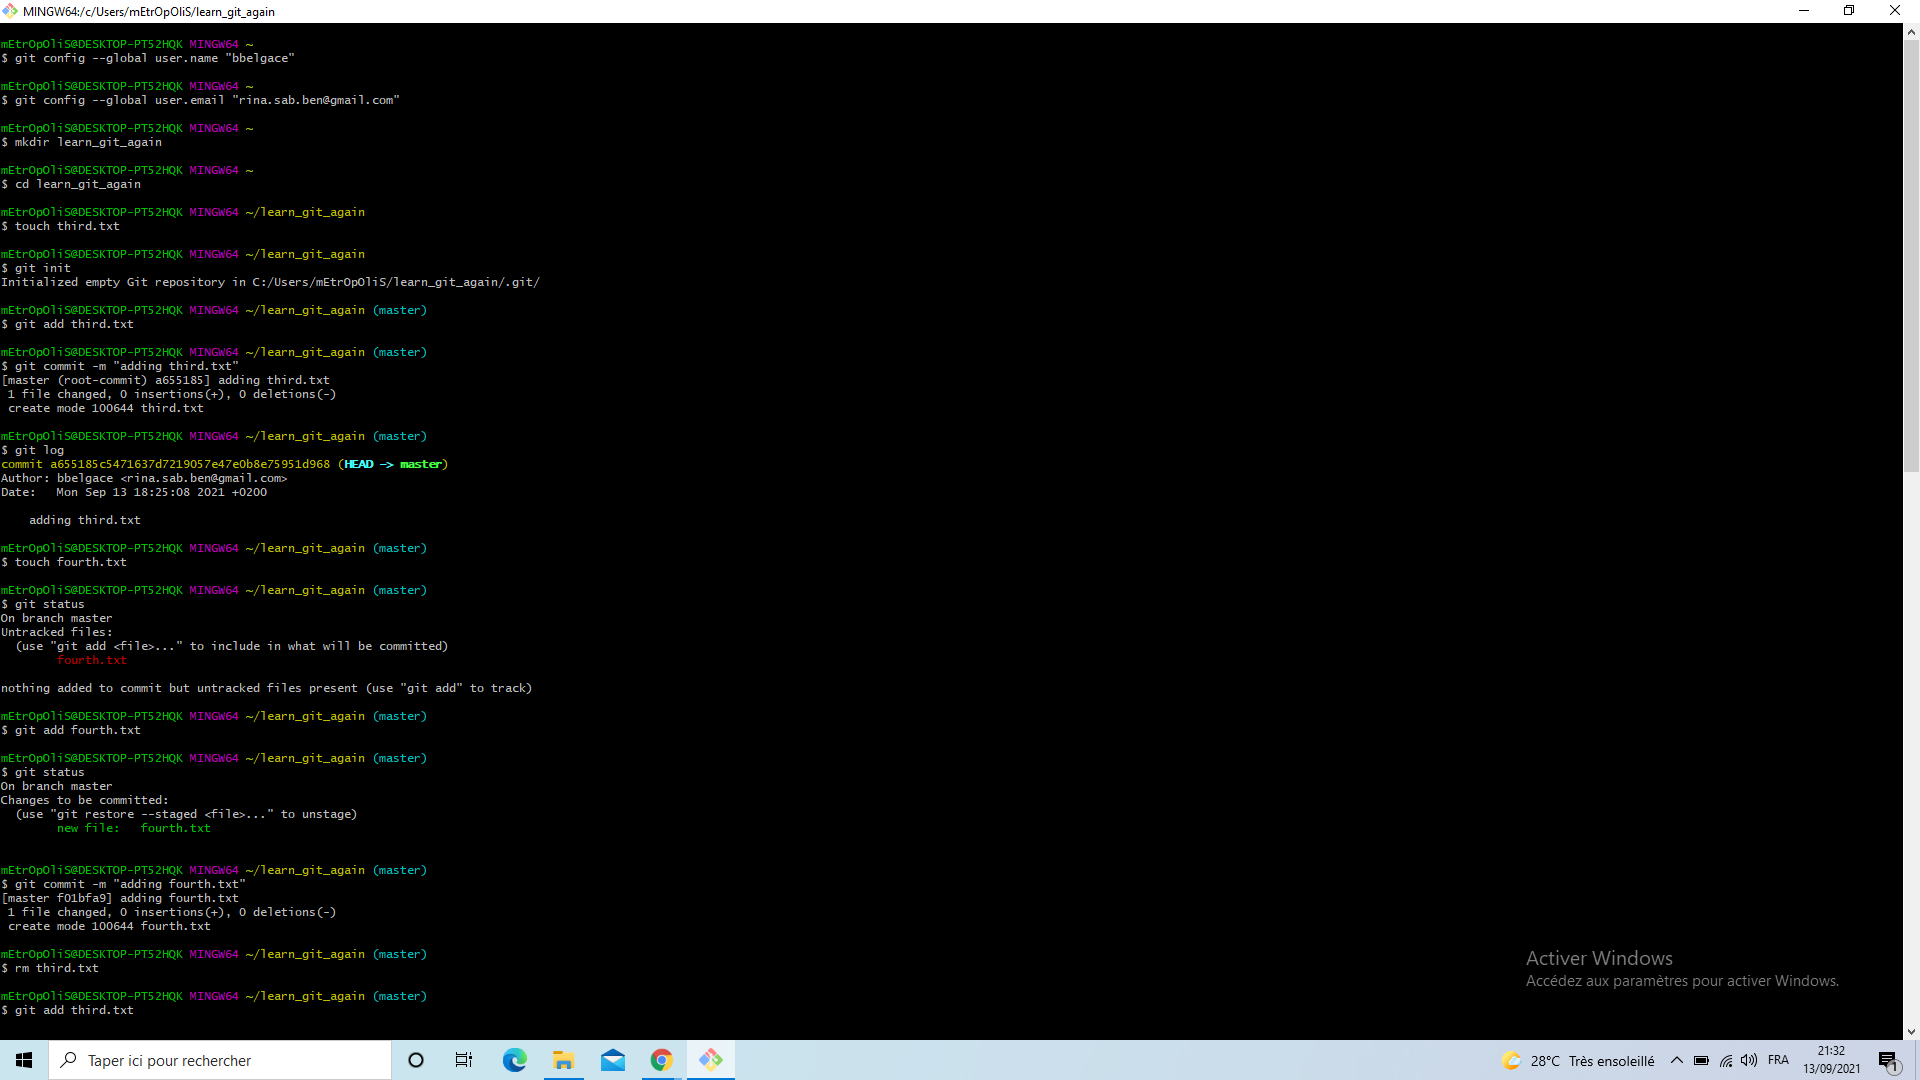 MINGW64:/c/Users/mEtrOpOliS/learn_git_again
mEtrOpOliS@DESKTOP-PT52HQK MINGW64 ~
$ git config --global user.name "bbelgace"
mEtrOpOliS@DESKTOP-PT52HQK MINGW64 ~
$ git config --global user.email "rina.sab.ben@gmail.com"
mEtrOpOliS@DESKTOP-PT52HQK MINGW64 ~
$ mkdir learn_git_again
mEtrOpOliS@DESKTOP-PT52HQK MINGW64 ~
$ cd learn_git_again
mEtrOpOliS@DESKTOP-PT52HQK MINGW64 ~/learn_git_again
$ touch third.txt
mEtrOpOliS@DESKTOP-PT52HQK MINGW64 ~/learn_git_again
$ git init
Initialized empty Git repository in C:/Users/mEtrOpOliS/learn_git_again/.git/
mEtrOpOliS@DESKTOP-PT52HQK MINGW64 ~/learn_git_again (master)
$ git add third.txt
mEtrOpOliS@DESKTOP-PT52HQK MINGW64 ~/learn_git_again (master)
$ git commit -m "adding third.txt"
[master (root-commit) a655185] adding third.txt
1 file changed, 0 insertions(+), 0 deletions(-)
create mode 100644 third.txt
mEtrOpOliS@DESKTOP-PT52HQK MINGW64 ~/learn_git_again (master)
$ git log
commit a655185c5471637d7219057e47e0b8e75951d968 (HEAD -> master)
Author: bbelgace <rina.sab.ben@gmail.com>
Date:   Mon Sep 13 18:25:08 2021 +0200
adding third.txt
mEtrOpOliS@DESKTOP-PT52HQK MINGW64 ~/learn_git_again (master)
$ touch fourth.txt
mEtrOpOliS@DESKTOP-PT52HQK MINGW64 ~/learn_git_again (master)
$ git status
On branch master
Untracked files:
(use "git add <file>..." to include in what will be committed)
fourth.txt
nothing added to commit but untracked files present (use "git add" to track)
mEtrOpOliS@DESKTOP-PT52HQK MINGW64 ~/learn_git_again (master)
$ git add fourth.txt
mEtrOpOliS@DESKTOP-PT52HQK MINGW64 ~/learn_git_again (master)
$ git status
On branch master
Changes to be committed:
(use "git restore --staged <file>..." to unstage)
new file:   fourth.txt
mEtrOpOliS@DESKTOP-PT52HQK MINGW64 ~/learn_git_again (master)
$ git commit -m "adding fourth.txt"
[master f01bfa9] adding fourth.txt
1 file changed, 0 insertions(+), 0 deletions(-)
create mode 100644 fourth.txt
mEtrOpOliS@DESKTOP-PT52HQK MINGW64 ~/learn_git_again (master)
$ rm third.txt
mEtrOpOliS@DESKTOP-PT52HQK MINGW64 ~/learn_git_again (master)
$ git add third.txt
Activer Windows
Accédez aux paramètres pour activer Windows.
Taper ici pour rechercher
28°C Très ensoleillé
FRA
21:32
13/09/2021
1